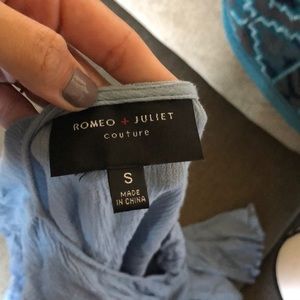 ROMEO + JULIET
couture
S
MADE
IN CHINA